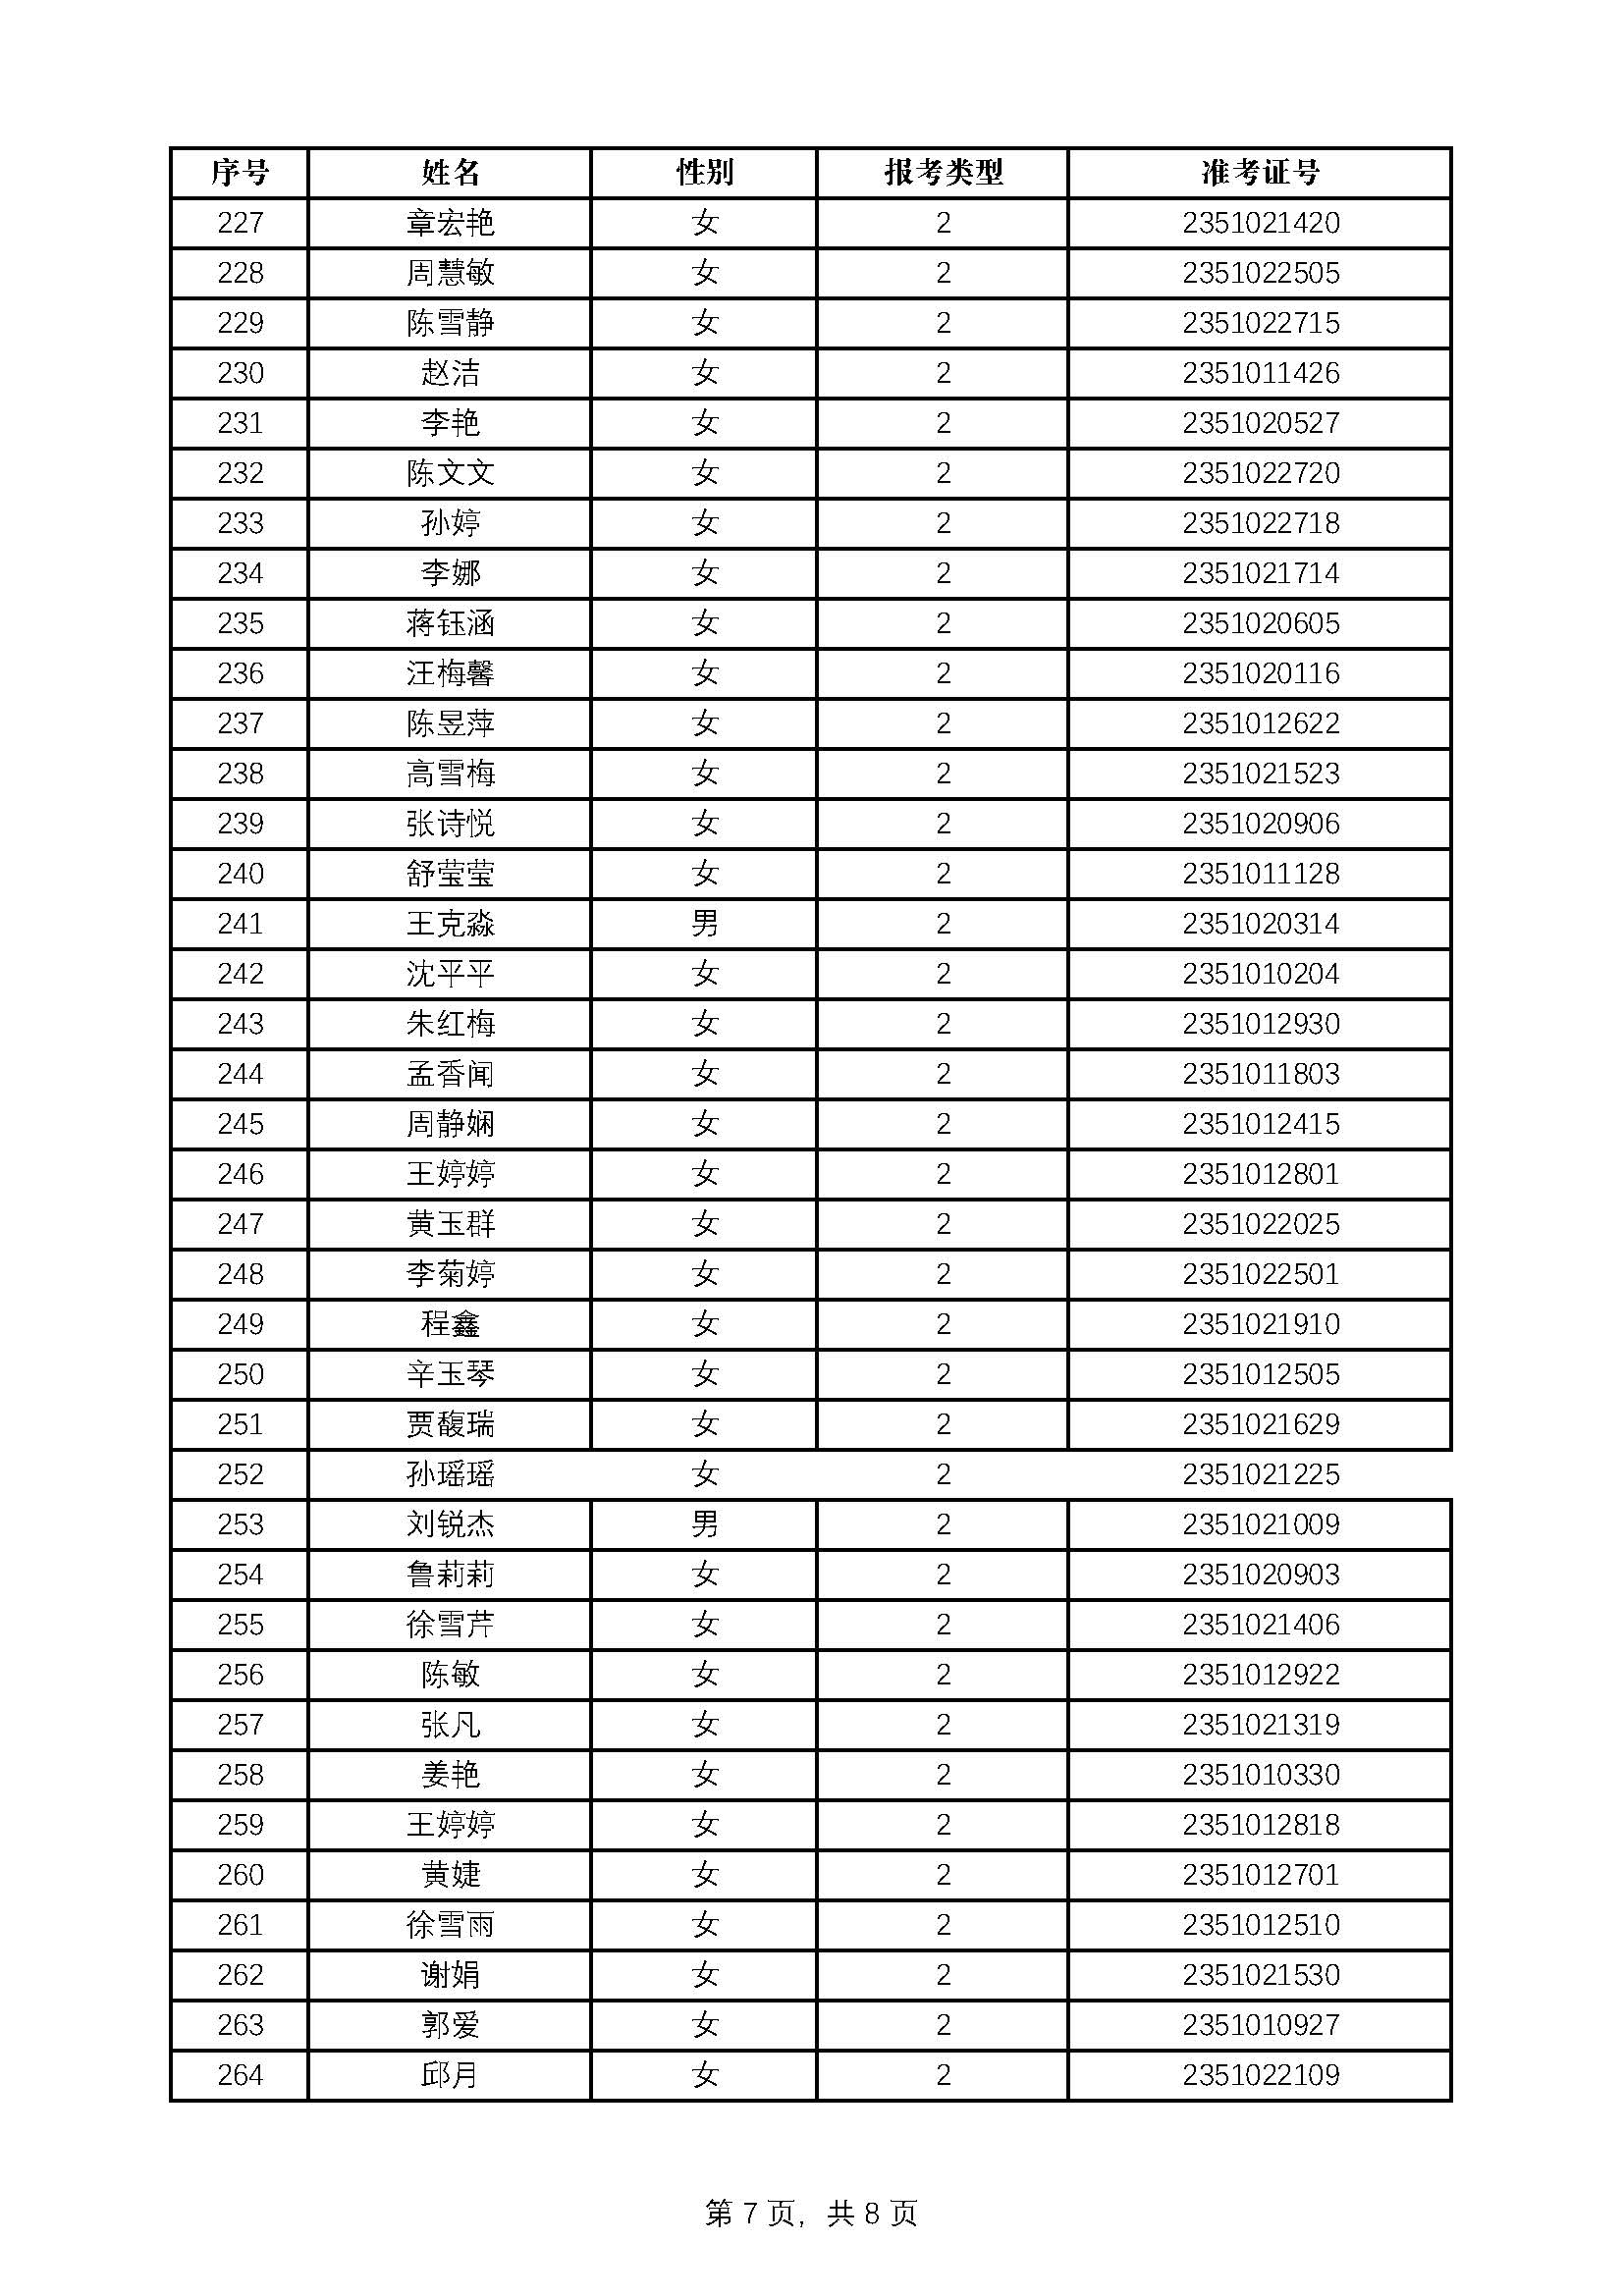 序号 姓名 性别 报考类型 准考证号
227 章宏艳 女 2 2351021420
228 周慧敏 女 2 2351022505
229 陈雪静 女 2 2351022715
230 赵洁 女 2 2351011426
231 李艳 女 2 2351020527
232 陈文文 女 2 2351022720
233 孙婷 女 2 2351022718
234 李娜 女 2 2351021714
235 蒋钰涵 女 2 2351020605
236 汪梅馨 女 2 2351020116
237 陈昱萍 女 2 2351012622
238 高雪梅 女 2 2351021523
239 张诗悦 女 2 2351020906
240 舒莹莹 女 2 2351011128
241 王克淼 男 2 2351020314
242 沈平平 女 2 2351010204
243 朱红梅 女 2 2351012930
244 孟香闻 女 2 2351011803
245 周静娴 女 2 2351012415
246 王婷婷 女 2 2351012801
247 黄玉群 女 2 2351022025
248 李菊婷 女 2 2351022501
249 程鑫 女 2 2351021910
250 辛玉琴 女 2 2351012505
251 贾馥瑞 女 2 2351021629
252 孙瑶瑶 女 2 2351021225
253 刘锐杰 男 2 2351021009
254 鲁莉莉 女 2 2351020903
255 徐雪芹 女 2 2351021406
256 陈敏 女 2 2351012922
257 张凡 女 2 2351021319
258 姜艳 女 2 2351010330
259 王婷婷 女 2 2351012818
260 黄婕 女 2 2351012701
261 徐雪雨 女 2 2351012510
262 谢娟 女 2 2351021530
263 郭爱 女 2 2351010927
264 邱月 女 2 2351022109
第 7 页，共 8 页